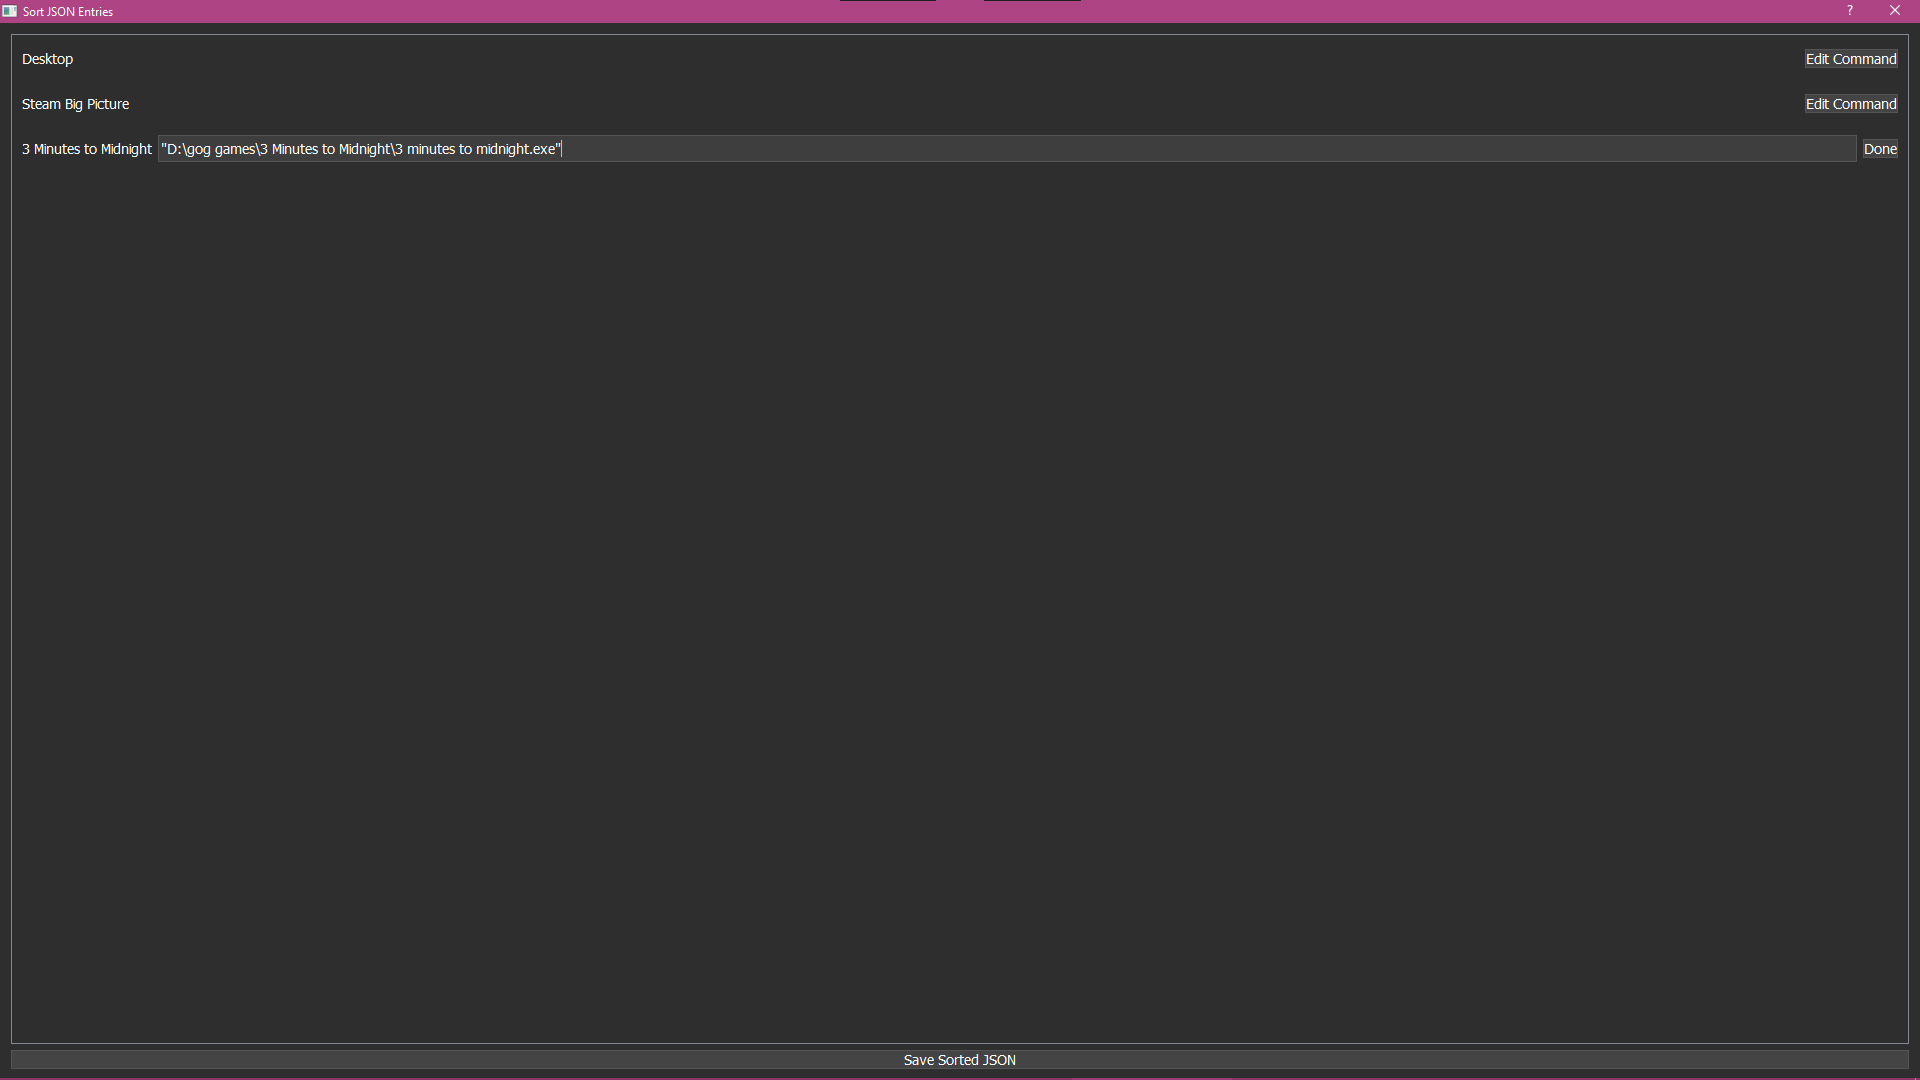 Sort JSON Entries ?
Desktop Edit Command
Steam Big Picture Edit Command
3 Minutes to Midnight "D:\gog games\3 Minutes to Midnight\3 minutes to midnight.exe" Done
Save Sorted JSON